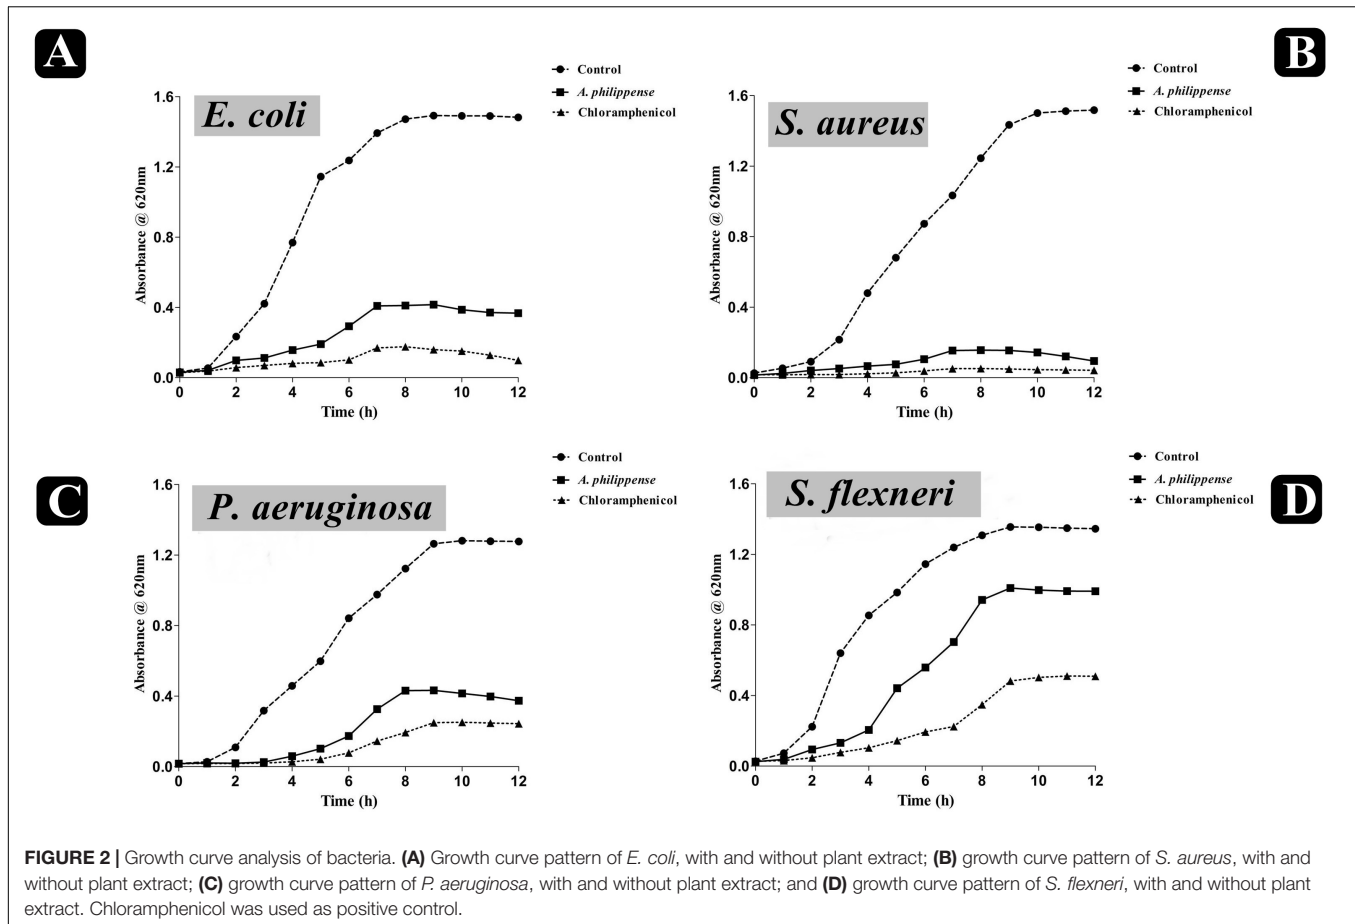 A
E. coli
Control
A. philippense
Chloramphenicol
Absorbance @ 620nm
1.6
1.2
0.8
0.4
0.0
0 2 4 6 8 10 12
Time (h)
B
S. aureus
Control
A. philippense
Chloramphenicol
Absorbance @ 620nm
1.6
1.2
0.8
0.4
0.0
0 2 4 6 8 10 12
Time (h)
C
P. aeruginosa
Control
A. philippense
Chloramphenicol
Absorbance @ 620nm
1.6
1.2
0.8
0.4
0.0
0 2 4 6 8 10 12
Time (h)
D
S. flexneri
Control
A. philippense
Chloramphenicol
Absorbance @ 620nm
1.6
1.2
0.8
0.4
0.0
0 2 4 6 8 10 12
Time (h)
FIGURE 2 | Growth curve analysis of bacteria. (A) Growth curve pattern of E. coli, with and without plant extract; (B) growth curve pattern of S. aureus, with and
without plant extract; (C) growth curve pattern of P. aeruginosa, with and without plant extract; and (D) growth curve pattern of S. flexneri, with and without plant
extract. Chloramphenicol was used as positive control.